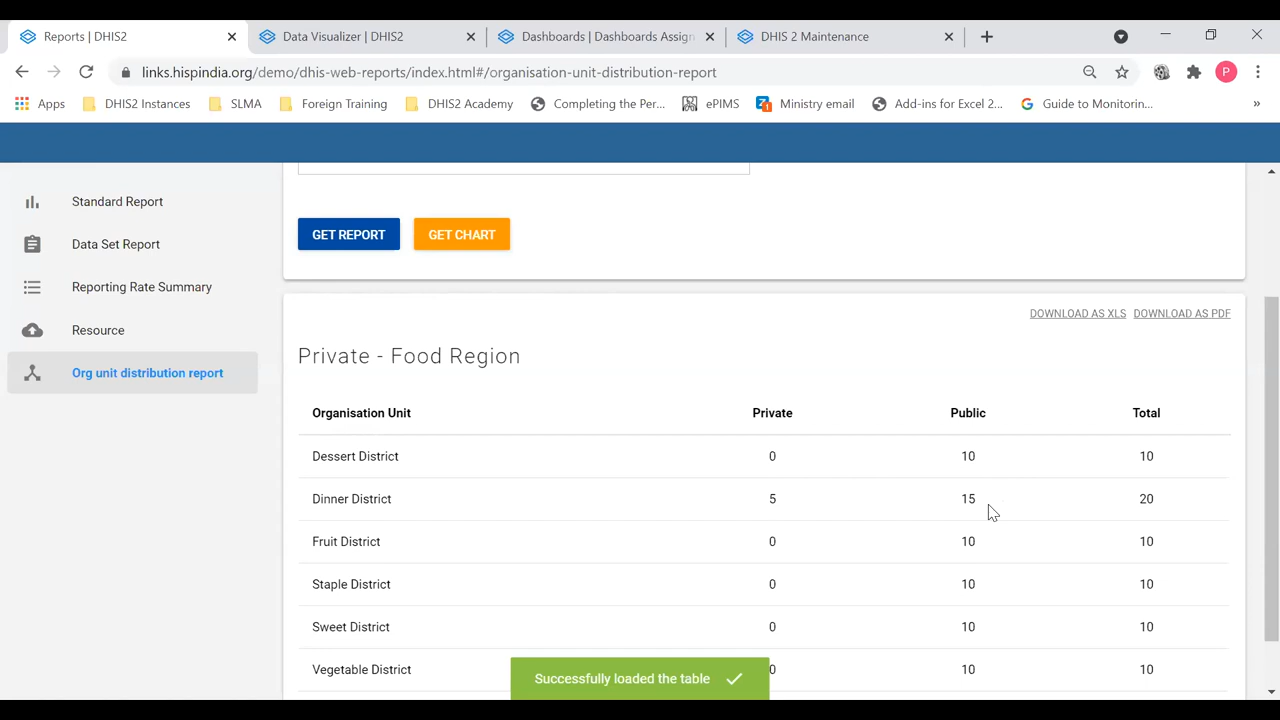 Reports | DHIS2
Data Visualizer | DHIS2
Dashboards | Dashboards Assign
DHIS 2 Maintenance
links.hispindia.org/demo/dhis-web-reports/index.html#/organisation-unit-distribution-report
P
Apps
DHIS2 Instances
SLMA
Foreign Training
DHIS2 Academy
Completing the Per...
ePIMS
Ministry email
Add-ins for Excel 2...
Guide to Monitorin...
»
Standard Report
Data Set Report
Reporting Rate Summary
Resource
Org unit distribution report
GET REPORT GET CHART
DOWNLOAD AS XLS DOWNLOAD AS PDF
Private - Food Region
Organisation Unit Private Public Total
Dessert District 0 10 10
Dinner District 5 15 20
Fruit District 0 10 10
Staple District 0 10 10
Sweet District 0 10 10
Vegetable District 0 10 10
Successfully loaded the table